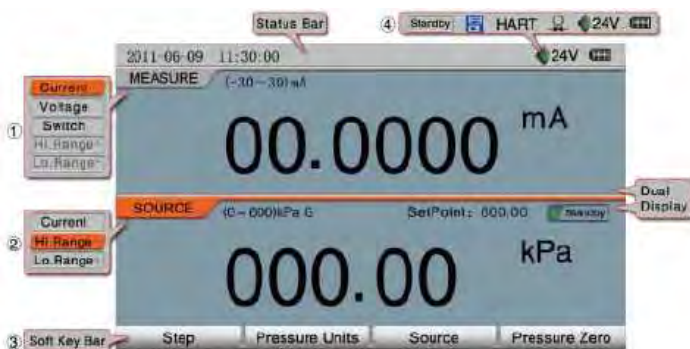 Status Bar
④ Standby HART 24V
2011-06-09 11:30:00 24V
MEASURE (-30~30)mA
① Current
Voltage
Switch
Hi.Range
Lo.Range
00.0000 mA
Dual
Display
SOURCE (0~600)kPa G SetPoint: 600.00 Standby
② Current
Hi.Range
Lo.Range
000.00 kPa
③ Soft Key Bar
Step Pressure Units Source Pressure Zero